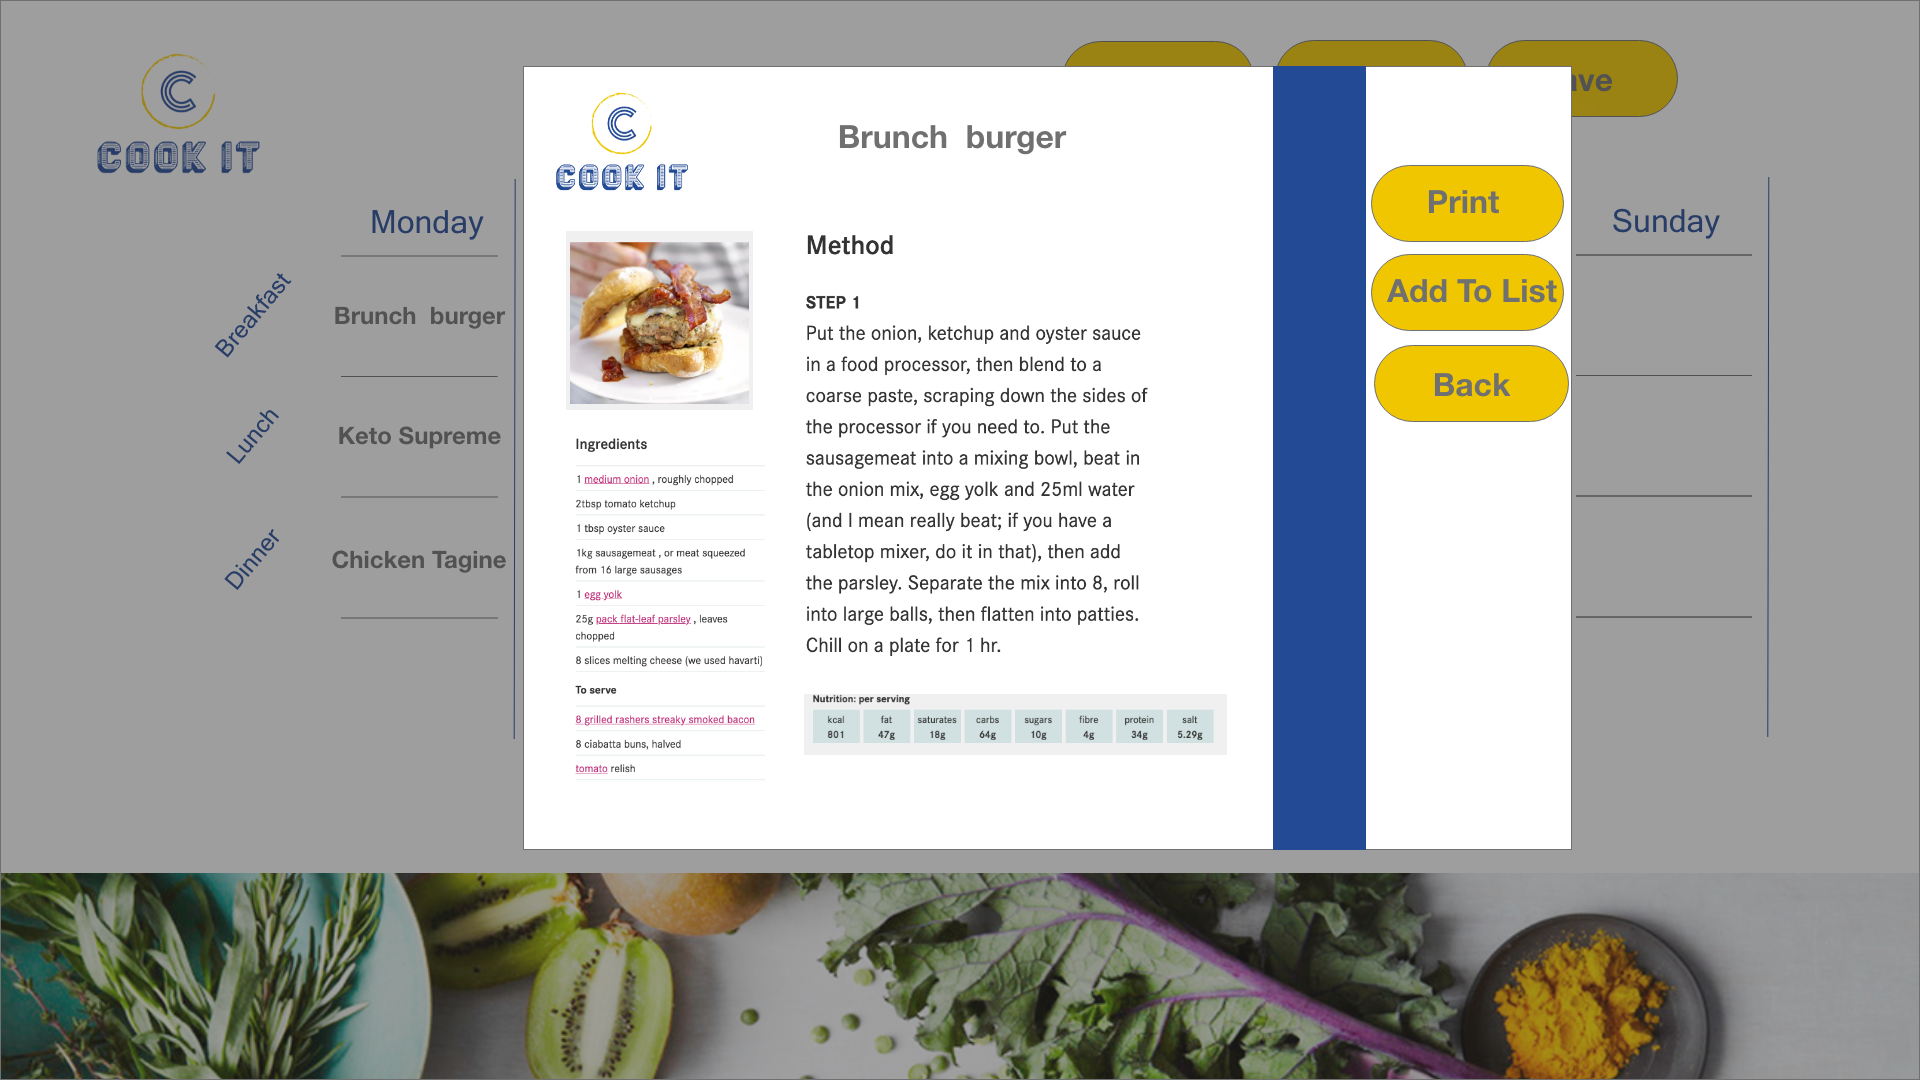 C
COOK IT
ave
Monday
Sunday
Breakfast
Brunch burger
Lunch
Keto Supreme
Dinner
Chicken Tagine
C
COOK IT
Brunch burger
Ingredients
1 medium onion , roughly chopped
2tbsp tomato ketchup
1 tbsp oyster sauce
1kg sausagemeat , or meat squeezed
from 16 large sausages
1 egg yolk
25g pack flat-leaf parsley , leaves
chopped
8 slices melting cheese (we used havarti)
To serve
8 grilled rashers streaky smoked bacon
8 ciabatta buns, halved
tomato relish
Method
STEP 1
Put the onion, ketchup and oyster sauce
in a food processor, then blend to a
coarse paste, scraping down the sides of
the processor if you need to. Put the
sausagemeat into a mixing bowl, beat in
the onion mix, egg yolk and 25ml water
(and I mean really beat; if you have a
tabletop mixer, do it in that), then add
the parsley. Separate the mix into 8, roll
into large balls, then flatten into patties.
Chill on a plate for 1 hr.
Nutrition: per serving
kcal fat saturates carbs sugars fibre protein salt
801 47g 18g 64g 10g 4g 34g 5.29g
Print
Add To List
Back